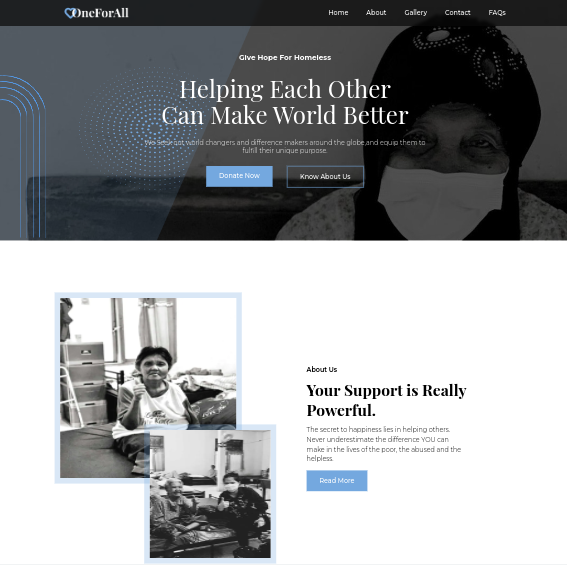 OneForAll
Home About Gallery Contact FAQs
Give Hope For Homeless
Helping Each Other
Can Make World Better
We Seek out world changers and difference makers around the globe,and equip them to
fulfill their unique purpose.
Donate Now Know About Us
About Us
Your Support is Really
Powerful.
The secret to happiness lies in helping others.
Never underestimate the difference YOU can
make in the lives of the poor, the abused and the
helpless.
Read More